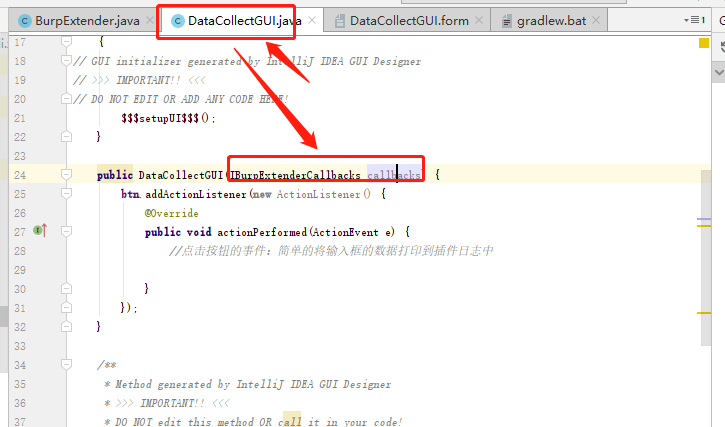 BurpExtender.java DataCollectGUI.java DataCollectGUI.form gradlew.bat 1
17 {
18 // GUI initializer generated by IntelliJ IDEA GUI Designer
19 // >>> IMPORTANT!! <<<
20 // DO NOT EDIT OR ADD ANY CODE HERE!
21 $$$setupUI$$$();
22 }
23
24 public DataCollectGUI(IBurpExtenderCallbacks callbacks) {
25 btn.addActionListener(new ActionListener() {
26 @Override
27 public void actionPerformed(ActionEvent e) {
28 //点击按钮的事件：简单的将输入框的数据打印到插件日志中
29
30 }
31 });
32 }
33
34 /**
35 * Method generated by IntelliJ IDEA GUI Designer
36 * >>> IMPORTANT!! <<<
37 * DO NOT edit this method OR call it in your code!